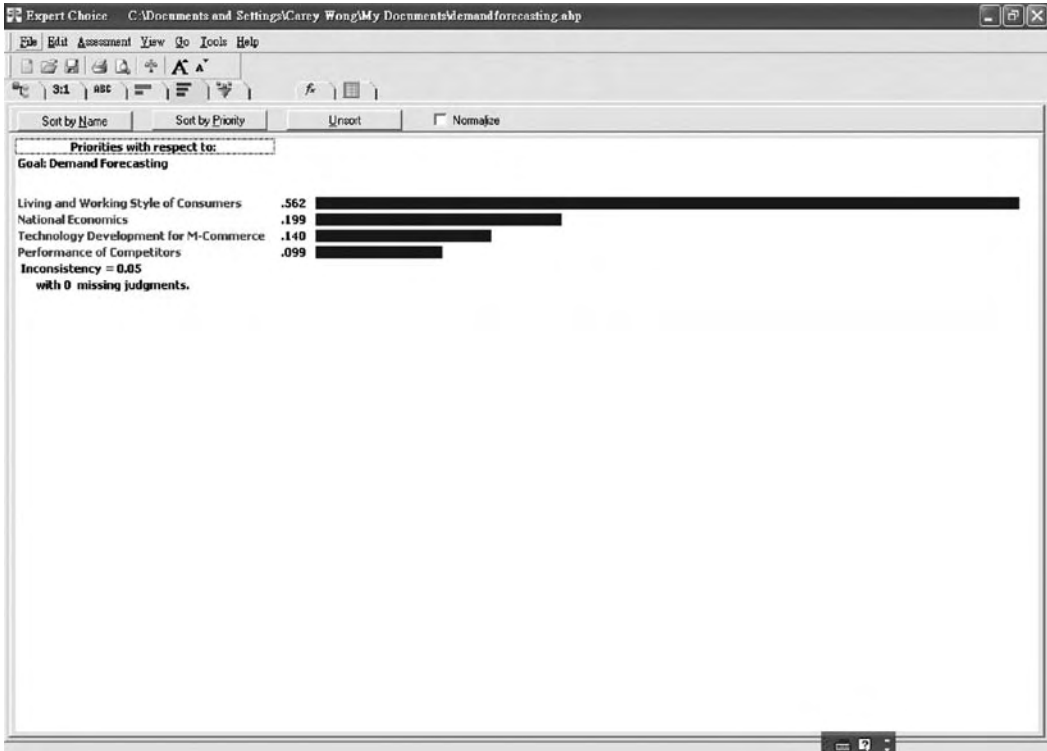 Expert Choice C:\Documents and Settings\Carey Wong\My Documents\demandforecasting.ahp
File Edit Assessment View Go Tools Help
A A
3:1 ABC fx
Sort by Name Sort by Priority Unsort Normalize
Priorities with respect to:
Goal: Demand Forecasting
Living and Working Style of Consumers .562
National Economics .199
Technology Development for M-Commerce .140
Performance of Competitors .099
Inconsistency = 0.05
with 0 missing judgments.